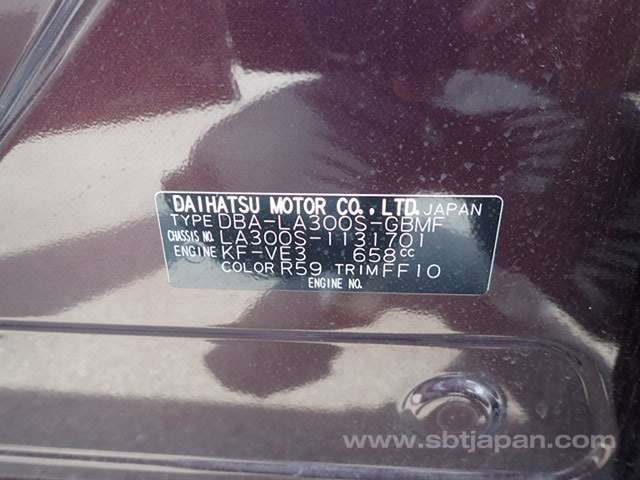 DAIHATSU MOTOR CO., LTD. JAPAN
TYPE DBA-LA300S-GBMF
CHASSIS NO. LA300S-1131701
ENGINE KF-VE3 658cc
COLOR R59 TRIM FF10
ENGINE NO.
www.sbtjapan.com